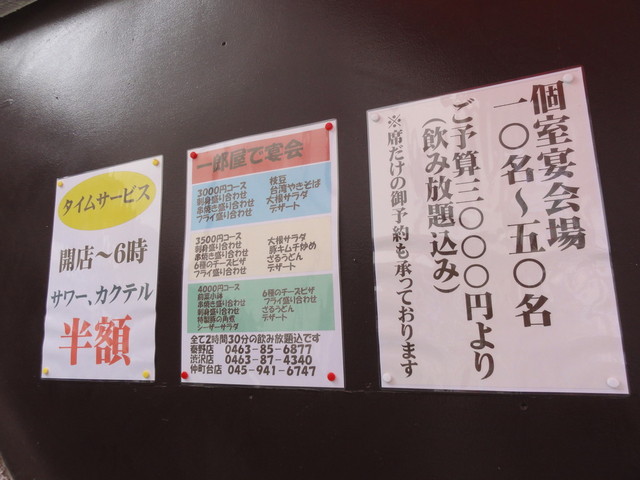 タイムサービス
開店～6時
サワー、カクテル
半額
一郎屋で宴会
3000円コース
刺身盛り合わせ
串焼き盛り合わせ
フライ盛り合わせ
枝豆
台湾やきそば
大根サラダ
デザート
3500円コース
刺身盛り合わせ
串焼き盛り合わせ
6種のチーズピザ
フライ盛り合わせ
大根サラダ
豚キムチ炒め
ざるうどん
デザート
4000円コース
前菜小鉢
串焼き盛り合わせ
刺身盛り合わせ
特製豚の角煮
シーザーサラダ
6種のチーズピザ
フライ盛り合わせ
ざるうどん
デザート
全て2時間30分の飲み放題込です
秦野店 0463-85-6877
渋沢店 0463-87-4340
仲町台店 045-941-6747
個室宴会場
一〇名～五〇名
ご予算三〇〇〇円より
(飲み放題込み)
※席だけの御予約も承っております